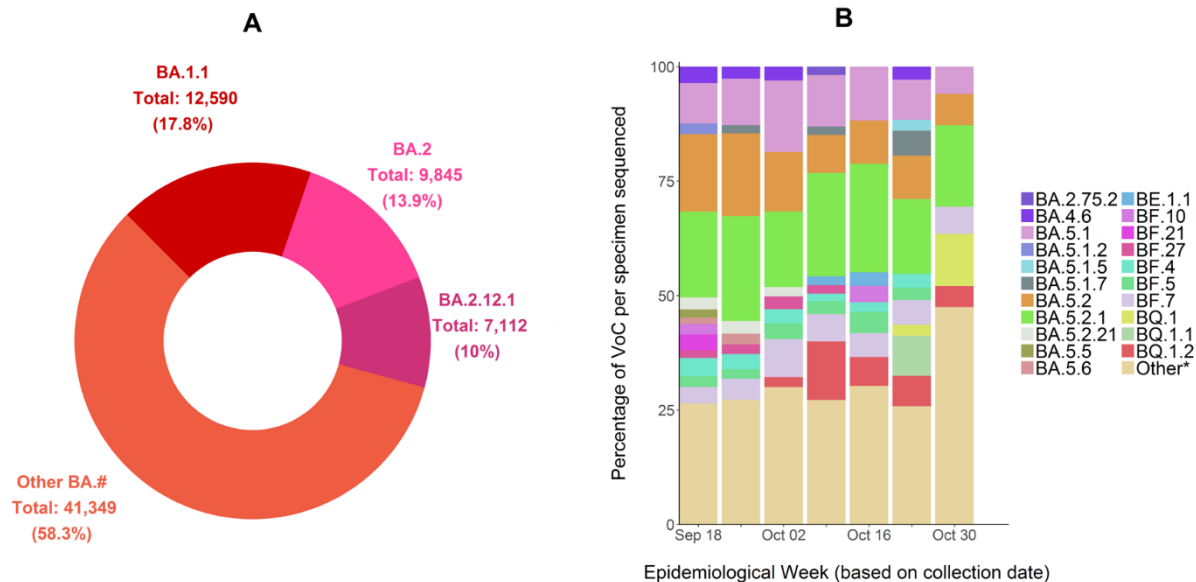 A
BA.1.1
Total: 12,590
(17.8%)
BA.2
Total: 9,845
(13.9%)
BA.2.12.1
Total: 7,112
(10%)
Other BA.#
Total: 41,349
(58.3%)
B
Percentage of VoC per specimen sequenced
100
75
50
25
0
Sep 18
Oct 02
Oct 16
Oct 30
Epidemiological Week (based on collection date)
BA.2.75.2
BA.4.6
BA.5.1
BA.5.1.2
BA.5.1.5
BA.5.1.7
BA.5.2
BA.5.2.1
BA.5.2.21
BA.5.5
BA.5.6
BE.1.1
BF.10
BF.21
BF.27
BF.4
BF.5
BF.7
BQ.1
BQ.1.1
BQ.1.2
Other*